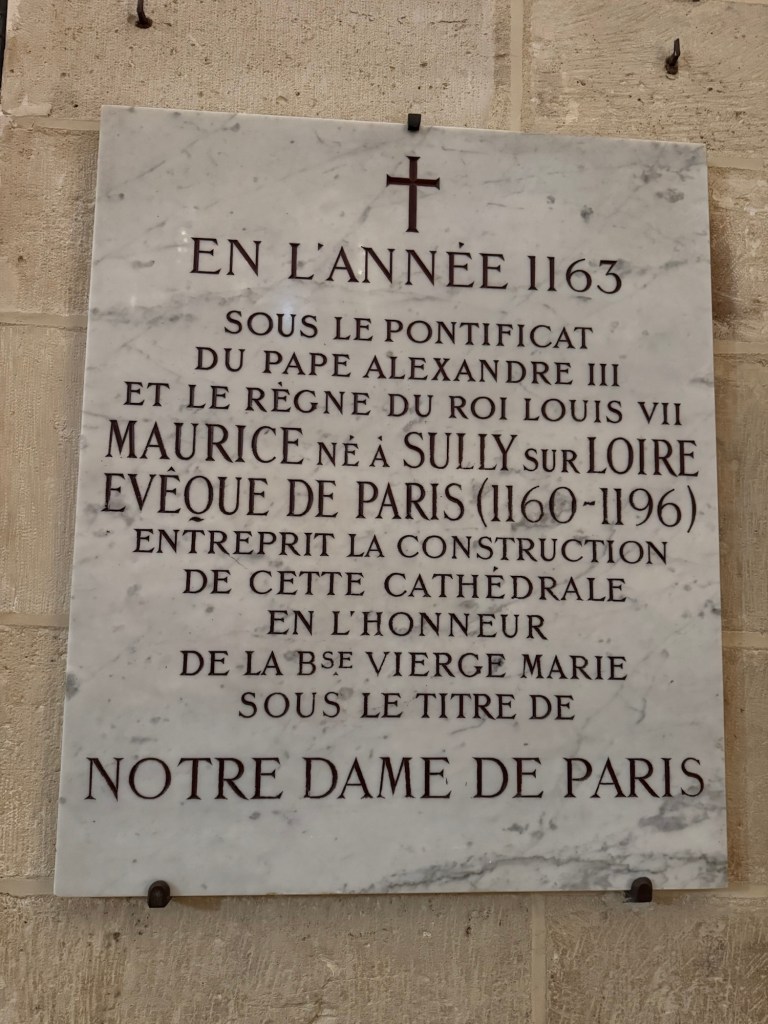 EN L'ANNÉE 1163
SOUS LE PONTIFICAT
DU PAPE ALEXANDRE III
ET LE RÈGNE DU ROI LOUIS VII
MAURICE NÉ À SULLY SUR LOIRE
EVÊQUE DE PARIS (1160-1196)
ENTREPRIT LA CONSTRUCTION
DE CETTE CATHÉDRALE
EN L'HONNEUR
DE LA BSE VIERGE MARIE
SOUS LE TITRE DE
NOTRE DAME DE PARIS